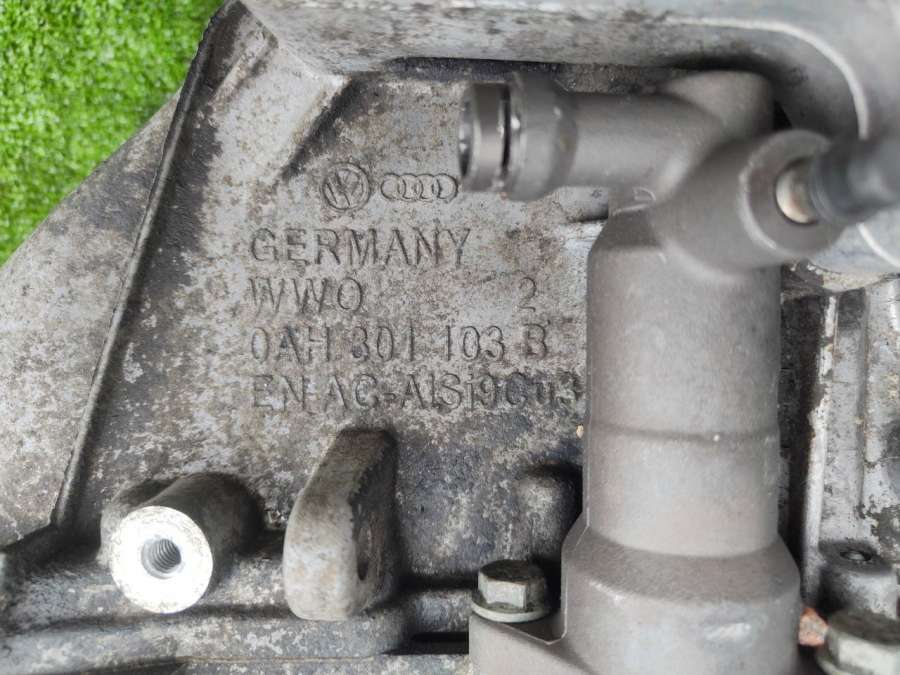 GERMANY
WWO 2
0AH 301 103 B
EN AC-AlSi9Cu3